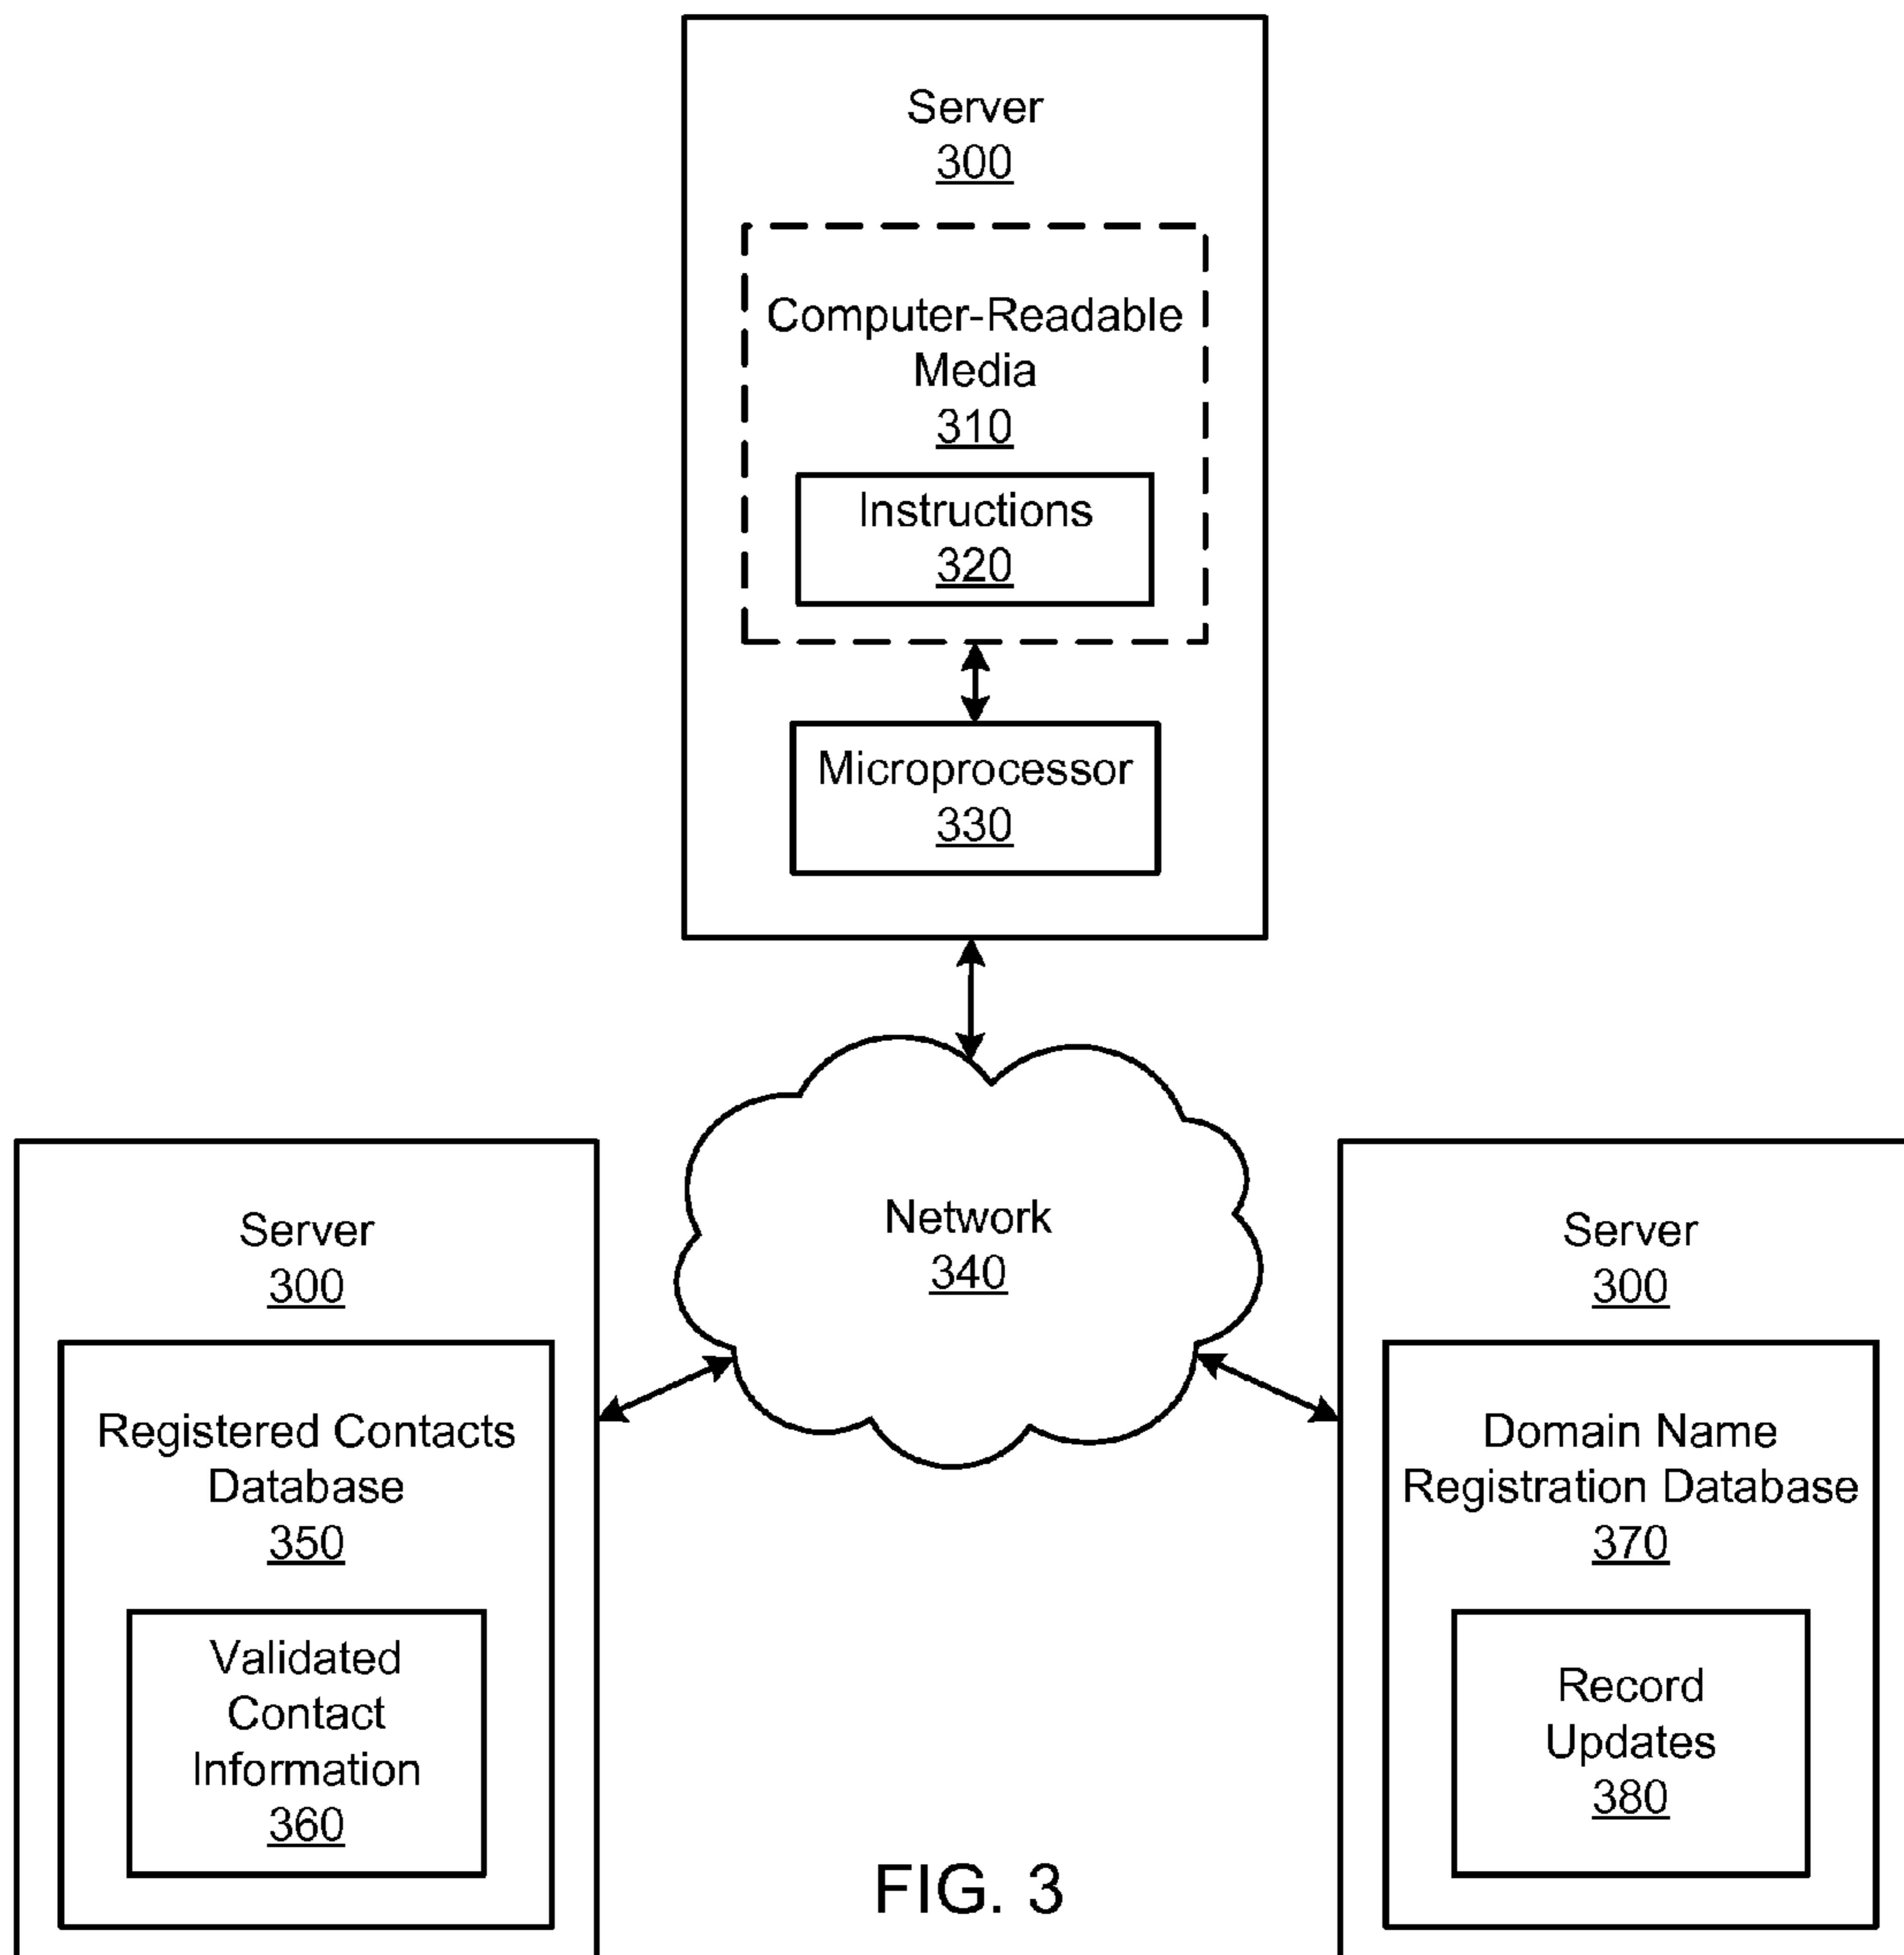 Server
300
Computer-Readable
Media
310
Instructions
320
Microprocessor
330
Network
340
Server
300
Registered Contacts
Database
350
Validated
Contact
Information
360
Server
300
Domain Name
Registration Database
370
Record
Updates
380
FIG. 3